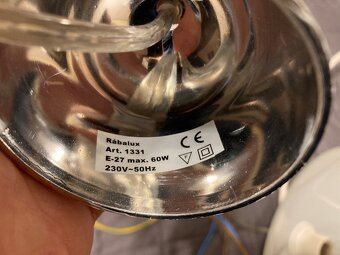 Rábalux
Art. 1331
E-27 max. 60W
230V~50Hz
CE
F